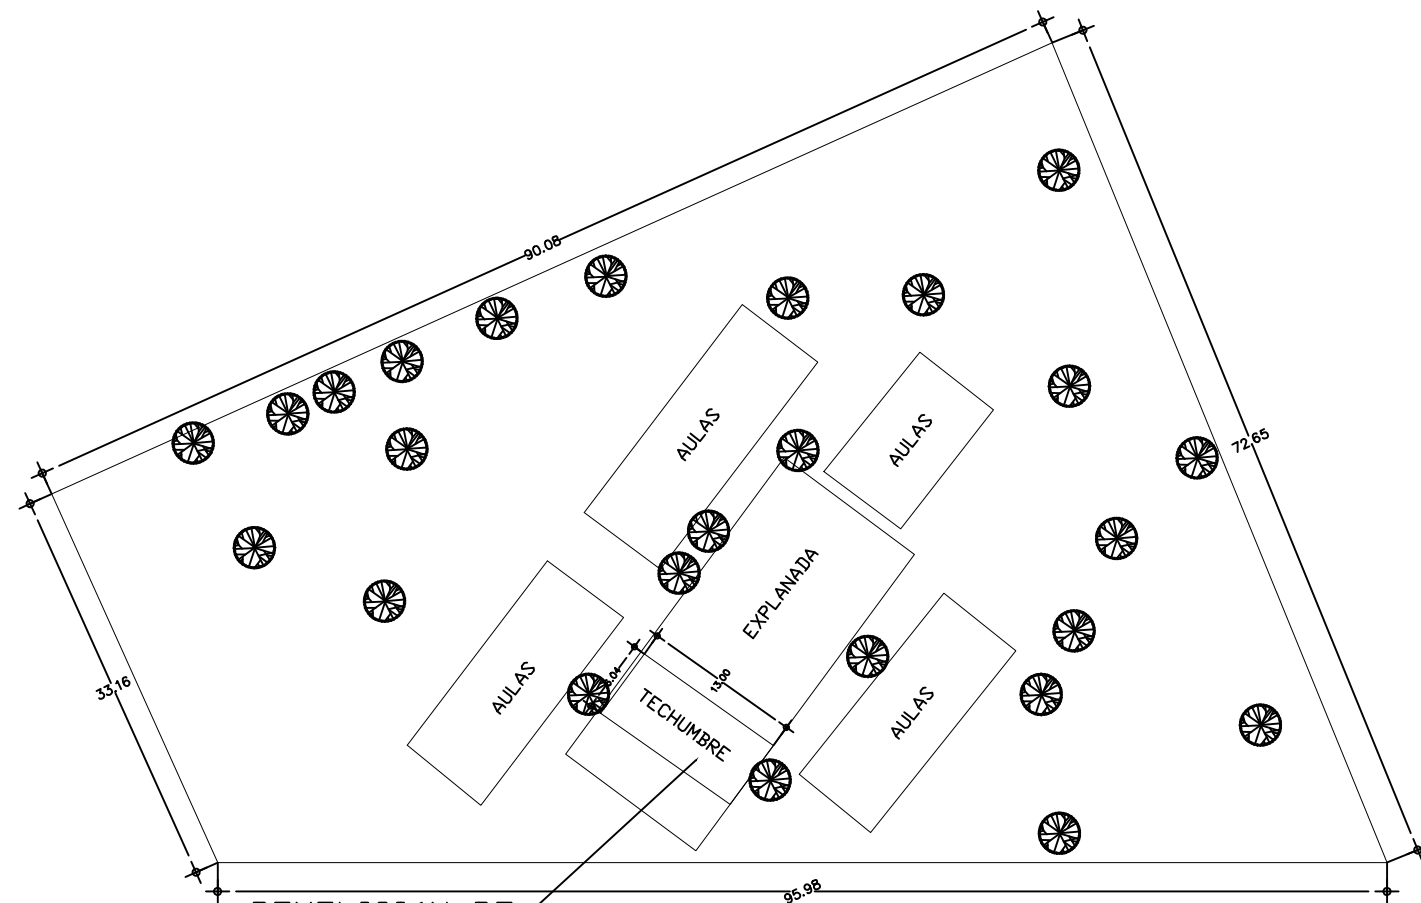 90.08
AULAS
AULAS
72.65
EXPLANADA
33.16
AULAS
13.00
TECHUMBRE
AULAS
95.98